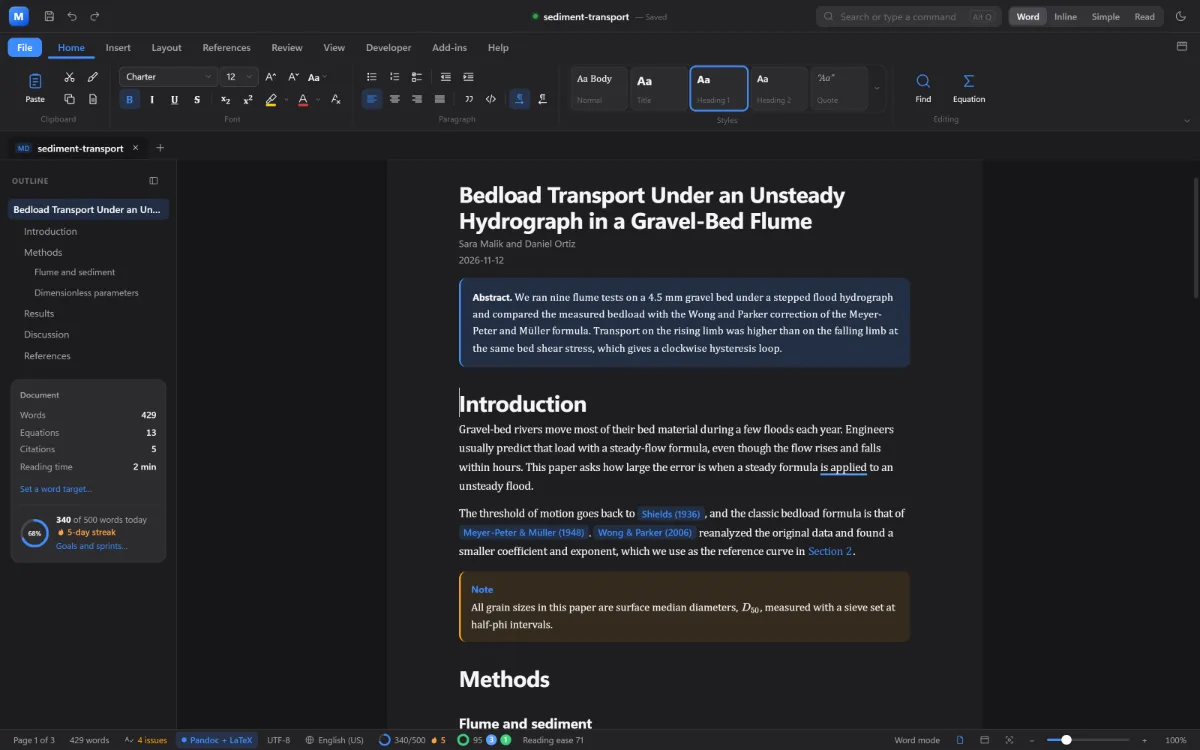 M
sediment-transport — Saved
Search or type a command Alt Q
Word Inline Simple Read
File Home Insert Layout References Review View Developer Add-ins Help
Paste
Clipboard
Charter 12 A^ A˅ Aa
B I U S x₂ x² A
Font
Paragraph
Aa Body
Normal
Aa
Title
Aa
Heading 1
Aa
Heading 2
"Aa"
Quote
Styles
Find
Σ
Equation
Editing
MD sediment-transport × +
OUTLINE
Bedload Transport Under an Un...
Introduction
Methods
Flume and sediment
Dimensionless parameters
Results
Discussion
References
Document
Words 429
Equations 13
Citations 5
Reading time 2 min
Set a word target...
68%
340 of 500 words today
5-day streak
Goals and sprints...
Bedload Transport Under an Unsteady
Hydrograph in a Gravel-Bed Flume
Sara Malik and Daniel Ortiz
2026-11-12
Abstract. We ran nine flume tests on a 4.5 mm gravel bed under a stepped flood hydrograph
and compared the measured bedload with the Wong and Parker correction of the Meyer-
Peter and Müller formula. Transport on the rising limb was higher than on the falling limb at
the same bed shear stress, which gives a clockwise hysteresis loop.
Introduction
Gravel-bed rivers move most of their bed material during a few floods each year. Engineers
usually predict that load with a steady-flow formula, even though the flow rises and falls
within hours. This paper asks how large the error is when a steady formula is applied to an
unsteady flood.
The threshold of motion goes back to Shields (1936), and the classic bedload formula is that of
Meyer-Peter & Müller (1948). Wong & Parker (2006) reanalyzed the original data and found a
smaller coefficient and exponent, which we use as the reference curve in Section 2.
Note
All grain sizes in this paper are surface median diameters, D₅₀, measured with a sieve set at
half-phi intervals.
Methods
Flume and sediment
Page 1 of 3 429 words 4 issues Pandoc + LaTeX UTF-8 English (US) 340/500 5 95 3 1 Reading ease 71 Word mode − + 100%